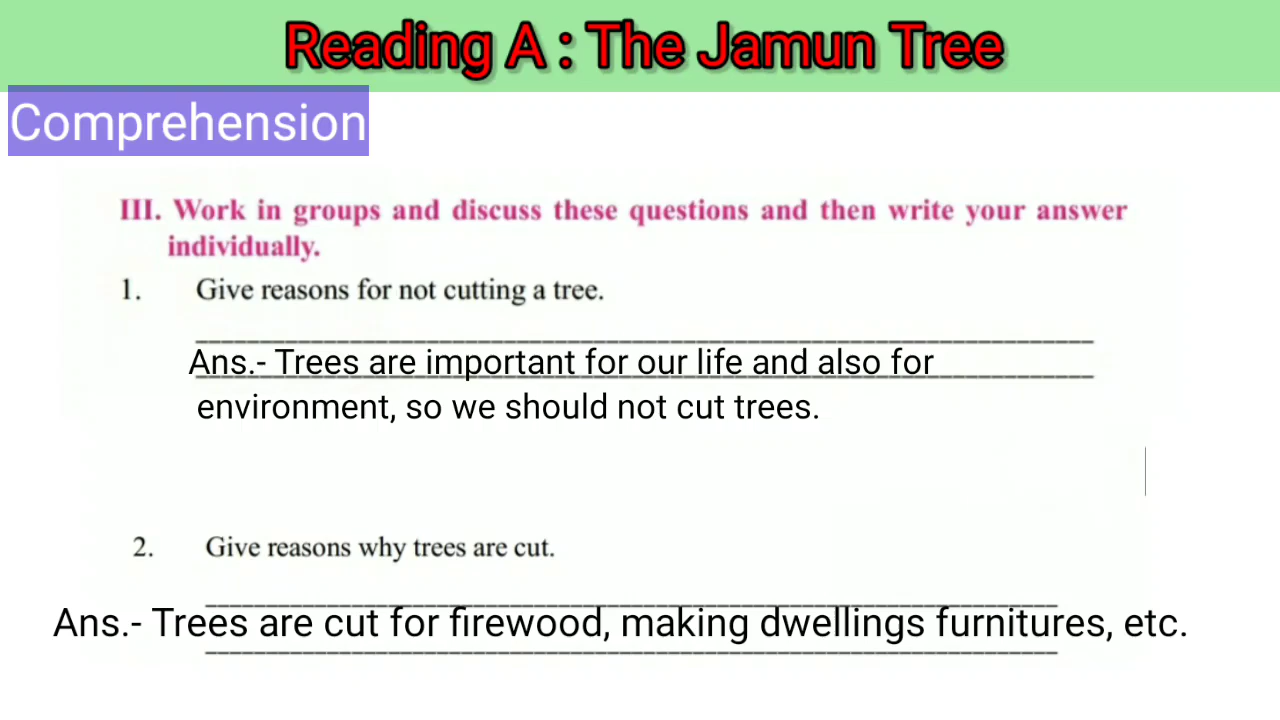 Reading A : The Jamun Tree
Comprehension
III. Work in groups and discuss these questions and then write your answer
individually.
1. Give reasons for not cutting a tree.
Ans.- Trees are important for our life and also for
environment, so we should not cut trees.
2. Give reasons why trees are cut.
Ans.- Trees are cut for firewood, making dwellings furnitures, etc.